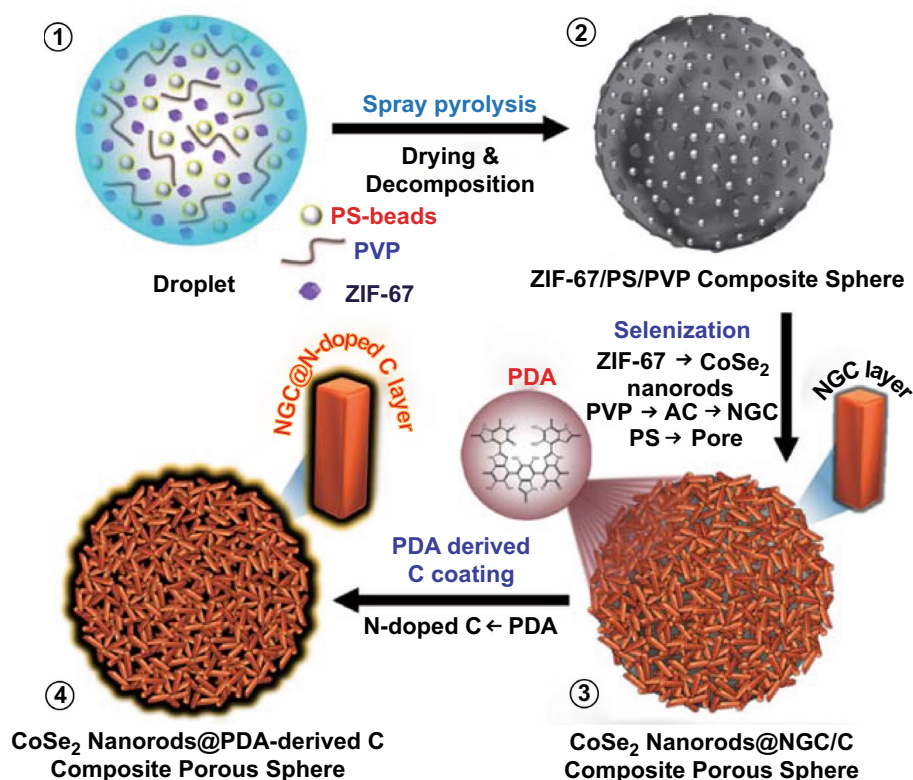 ①
Spray pyrolysis
Drying &
Decomposition
PS-beads
PVP
ZIF-67
Droplet
②
ZIF-67/PS/PVP Composite Sphere
Selenization
ZIF-67 → CoSe₂
nanorods
PVP → AC → NGC
PS → Pore
NGC layer
PDA
③
CoSe₂ Nanorods@NGC/C
Composite Porous Sphere
PDA derived
C coating
N-doped C ← PDA
NGC@N-doped C layer
④
CoSe₂ Nanorods@PDA-derived C
Composite Porous Sphere